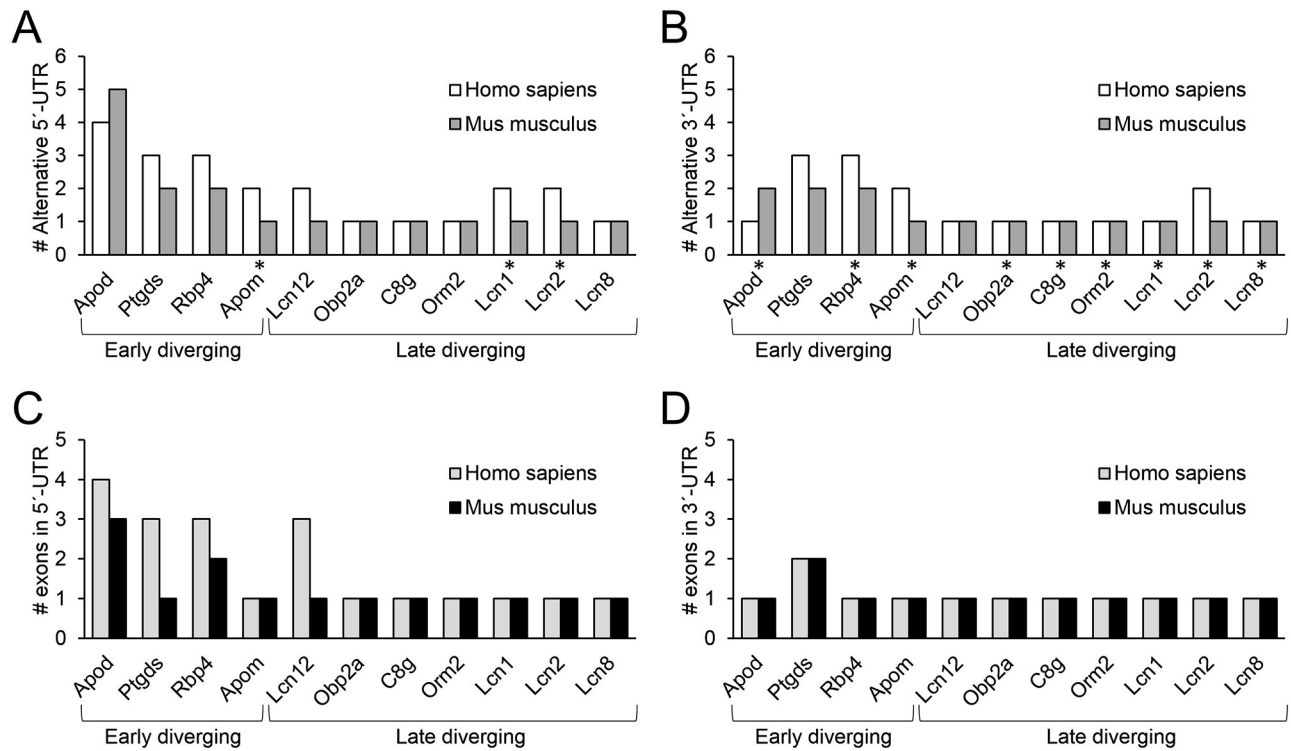 A
# Alternative 5´-UTR
6
5
4
3
2
1
0
Homo sapiens
Mus musculus
Apod
Ptgds
Rbp4
Apom*
Lcn12
Obp2a
C8g
Orm2
Lcn1*
Lcn2*
Lcn8
Early diverging
Late diverging
B
# Alternative 3´-UTR
6
5
4
3
2
1
0
Homo sapiens
Mus musculus
Apod*
Ptgds
Rbp4*
Apom*
Lcn12
Obp2a*
C8g*
Orm2*
Lcn1*
Lcn2*
Lcn8*
Early diverging
Late diverging
C
# exons in 5´-UTR
5
4
3
2
1
0
Homo sapiens
Mus musculus
Apod
Ptgds
Rbp4
Apom
Lcn12
Obp2a
C8g
Orm2
Lcn1
Lcn2
Lcn8
Early diverging
Late diverging
D
# exons in 3´-UTR
5
4
3
2
1
0
Homo sapiens
Mus musculus
Apod
Ptgds
Rbp4
Apom
Lcn12
Obp2a
C8g
Orm2
Lcn1
Lcn2
Lcn8
Early diverging
Late diverging